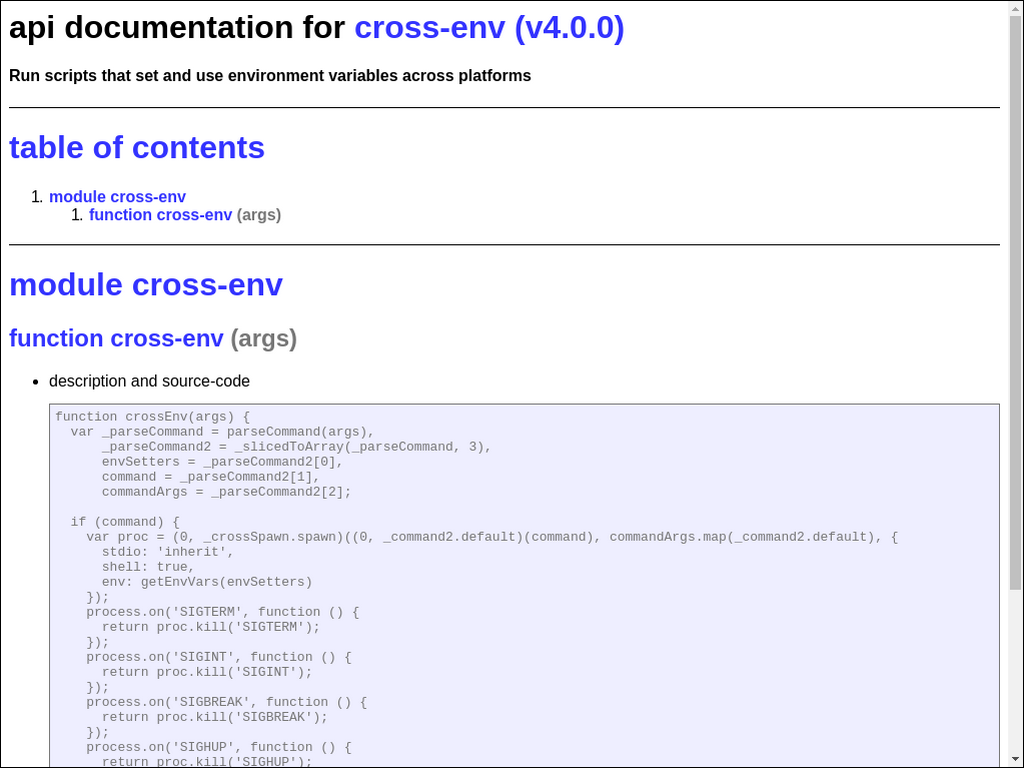 api documentation for cross-env (v4.0.0)
Run scripts that set and use environment variables across platforms
table of contents
1. module cross-env
1. function cross-env (args)
module cross-env
function cross-env (args)
• description and source-code
function crossEnv(args) {
  var _parseCommand = parseCommand(args),
      _parseCommand2 = _slicedToArray(_parseCommand, 3),
      envSetters = _parseCommand2[0],
      command = _parseCommand2[1],
      commandArgs = _parseCommand2[2];

  if (command) {
    var proc = (0, _crossSpawn.spawn)((0, _command2.default)(command), commandArgs.map(_command2.default), {
      stdio: 'inherit',
      shell: true,
      env: getEnvVars(envSetters)
    });
    process.on('SIGTERM', function () {
      return proc.kill('SIGTERM');
    });
    process.on('SIGINT', function () {
      return proc.kill('SIGINT');
    });
    process.on('SIGBREAK', function () {
      return proc.kill('SIGBREAK');
    });
    process.on('SIGHUP', function () {
      return proc.kill('SIGHUP');